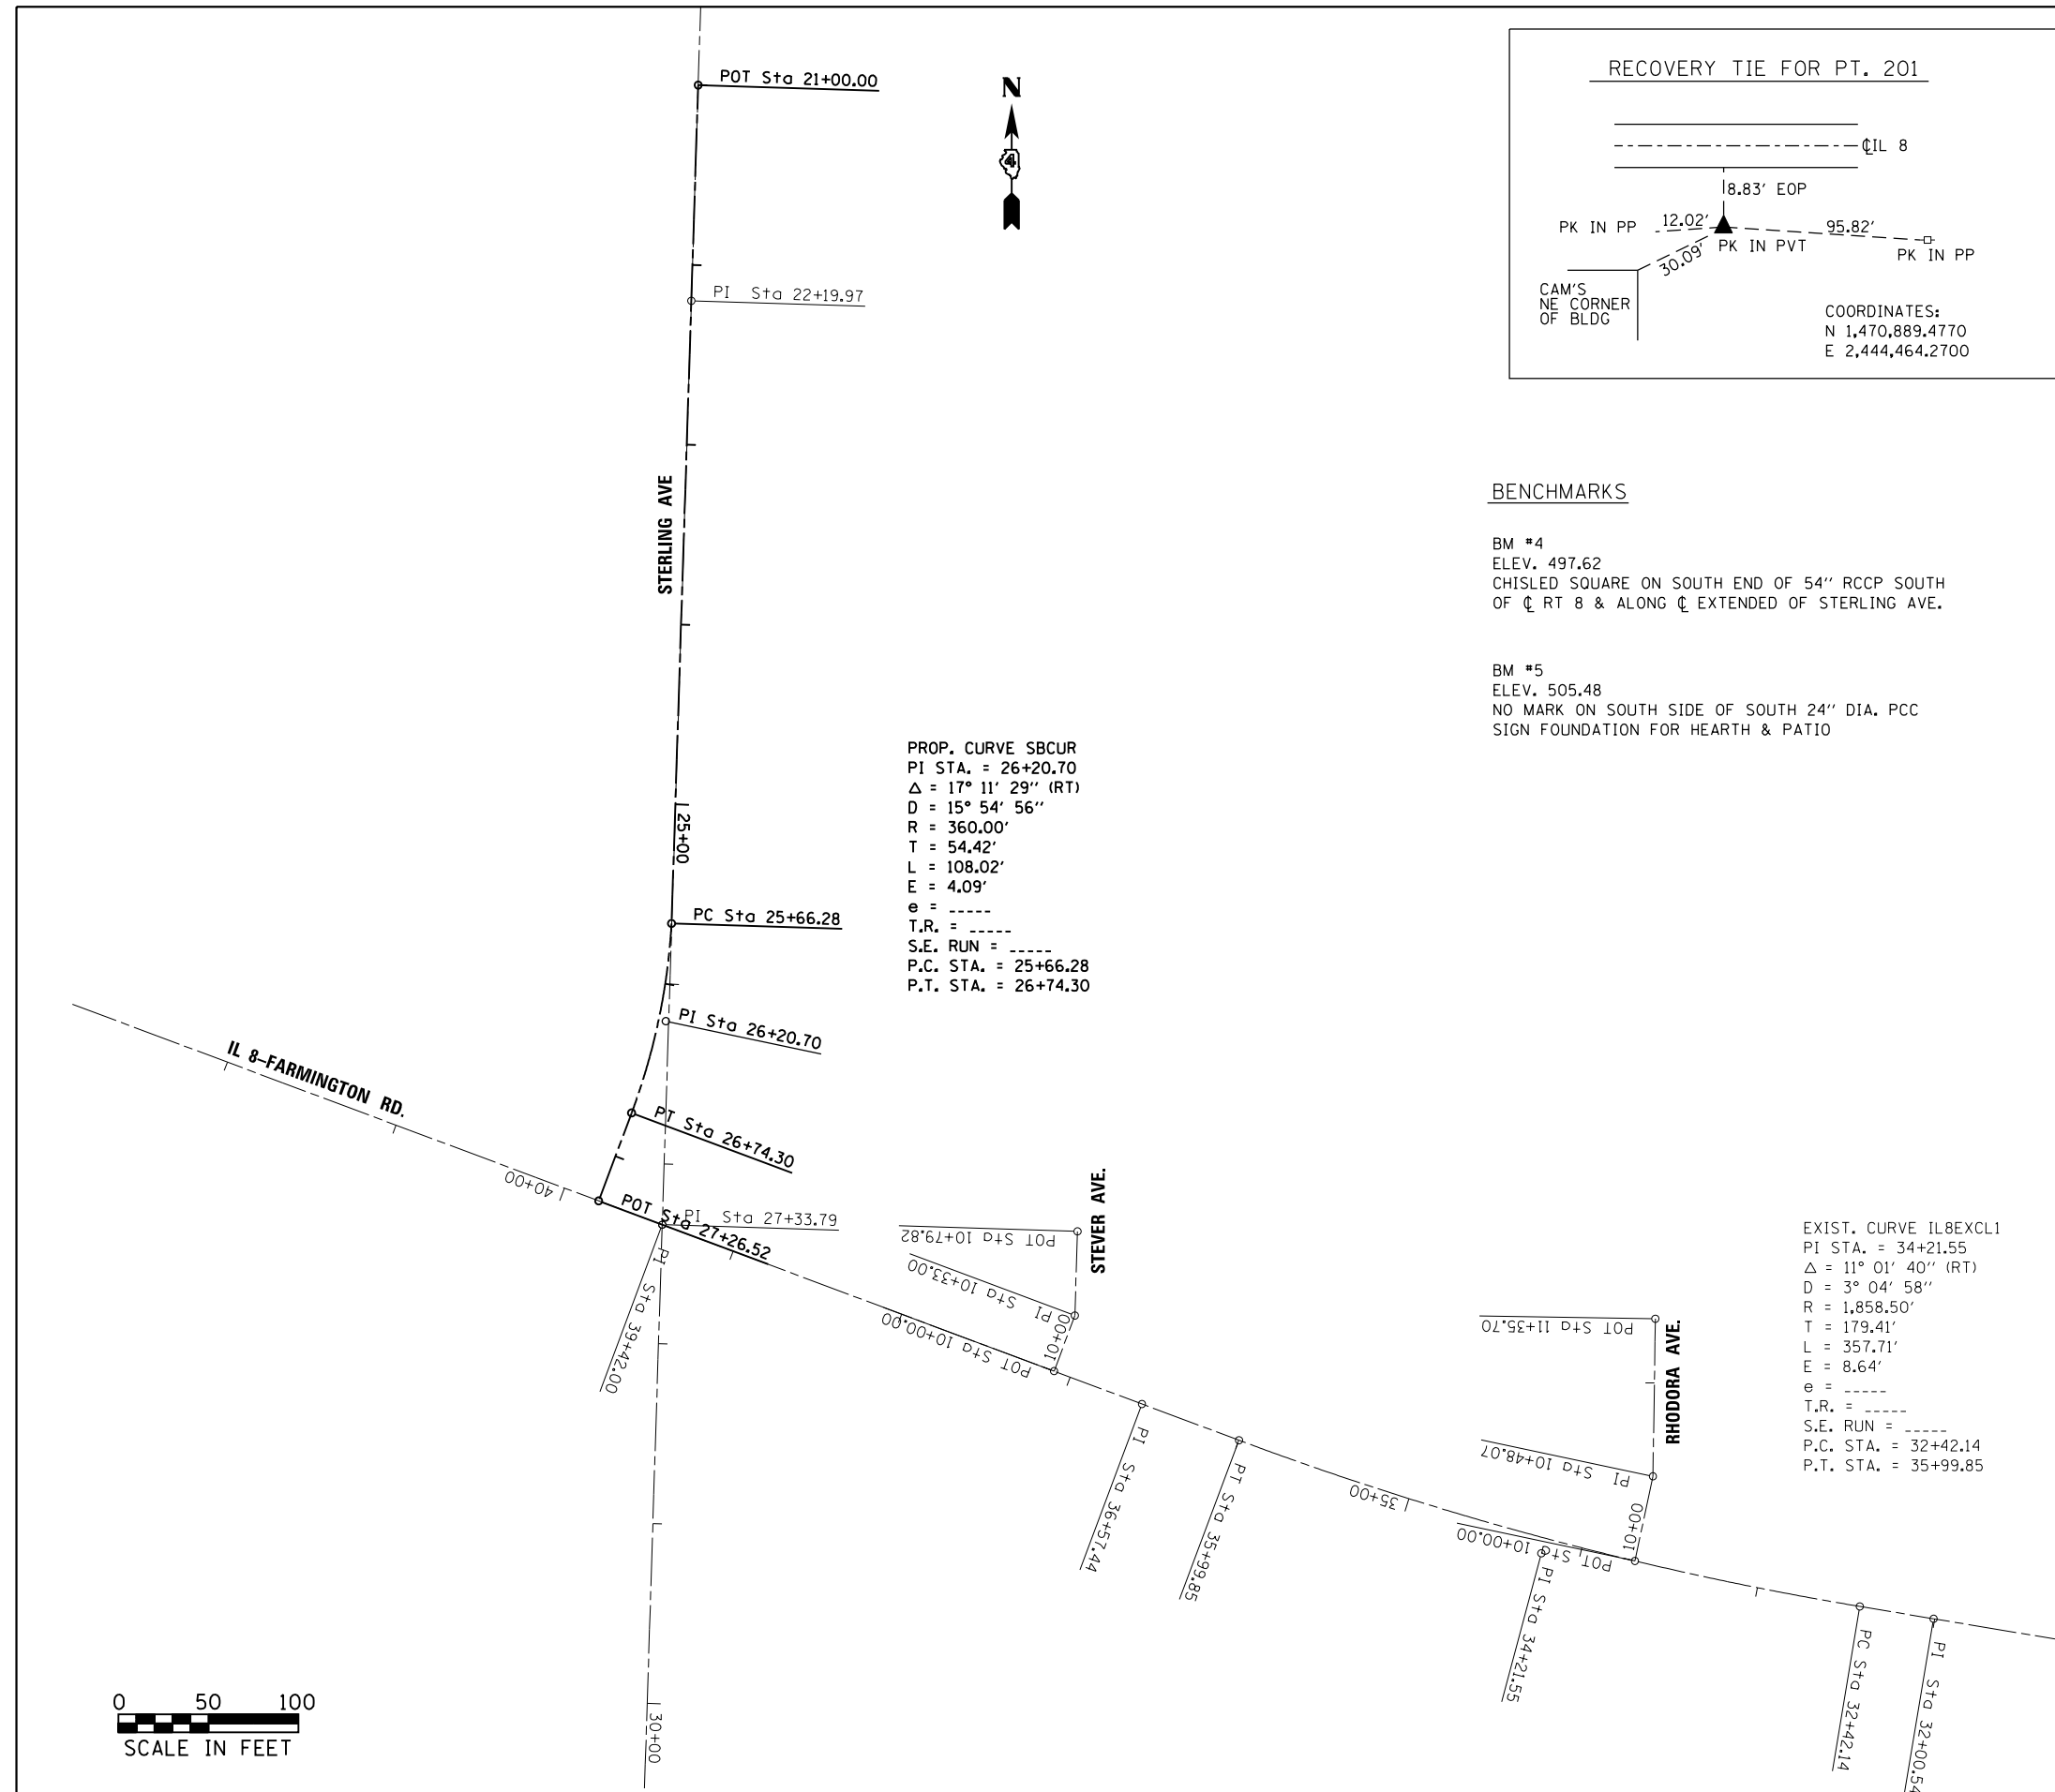 POT Sta 21+00.00
N
4
PI Sta 22+19.97
STERLING AVE
25+00
PC Sta 25+66.28
PI Sta 26+20.70
PT Sta 26+74.30
POT Sta 27+26.52
PI Sta 27+33.79
PI Sta 39+42.00
IL 8-FARMINGTON RD.
40+00
30+00
RECOVERY TIE FOR PT. 201
℄IL 8
8.83' EOP
PK IN PP
12.02'
95.82'
PK IN PVT
PK IN PP
30.09'
CAM'S
NE CORNER
OF BLDG
COORDINATES:
N 1,470,889.4770
E 2,444,464.2700
BENCHMARKS
BM #4
ELEV. 497.62
CHISLED SQUARE ON SOUTH END OF 54'' RCCP SOUTH
OF ℄ RT 8 & ALONG ℄ EXTENDED OF STERLING AVE.
BM #5
ELEV. 505.48
NO MARK ON SOUTH SIDE OF SOUTH 24'' DIA. PCC
SIGN FOUNDATION FOR HEARTH & PATIO
PROP. CURVE SBCUR
PI STA. = 26+20.70
Δ = 17° 11' 29'' (RT)
D = 15° 54' 56''
R = 360.00'
T = 54.42'
L = 108.02'
E = 4.09'
e = -----
T.R. = -----
S.E. RUN = -----
P.C. STA. = 25+66.28
P.T. STA. = 26+74.30
STEVER AVE.
POT Sta 10+79.82
PI Sta 10+33.00
10+00
POT Sta 10+00.00
PI Sta 36+57.44
PT Sta 35+99.85
35+00
RHODORA AVE.
POT Sta 11+35.70
PI Sta 10+48.07
10+00
POT Sta 10+00.00
PI Sta 34+21.55
PC Sta 32+42.14
PI Sta 32+00.54
EXIST. CURVE IL8EXCL1
PI STA. = 34+21.55
Δ = 11° 01' 40'' (RT)
D = 3° 04' 58''
R = 1,858.50'
T = 179.41'
L = 357.71'
E = 8.64'
e = -----
T.R. = -----
S.E. RUN = -----
P.C. STA. = 32+42.14
P.T. STA. = 35+99.85
0 50 100
SCALE IN FEET